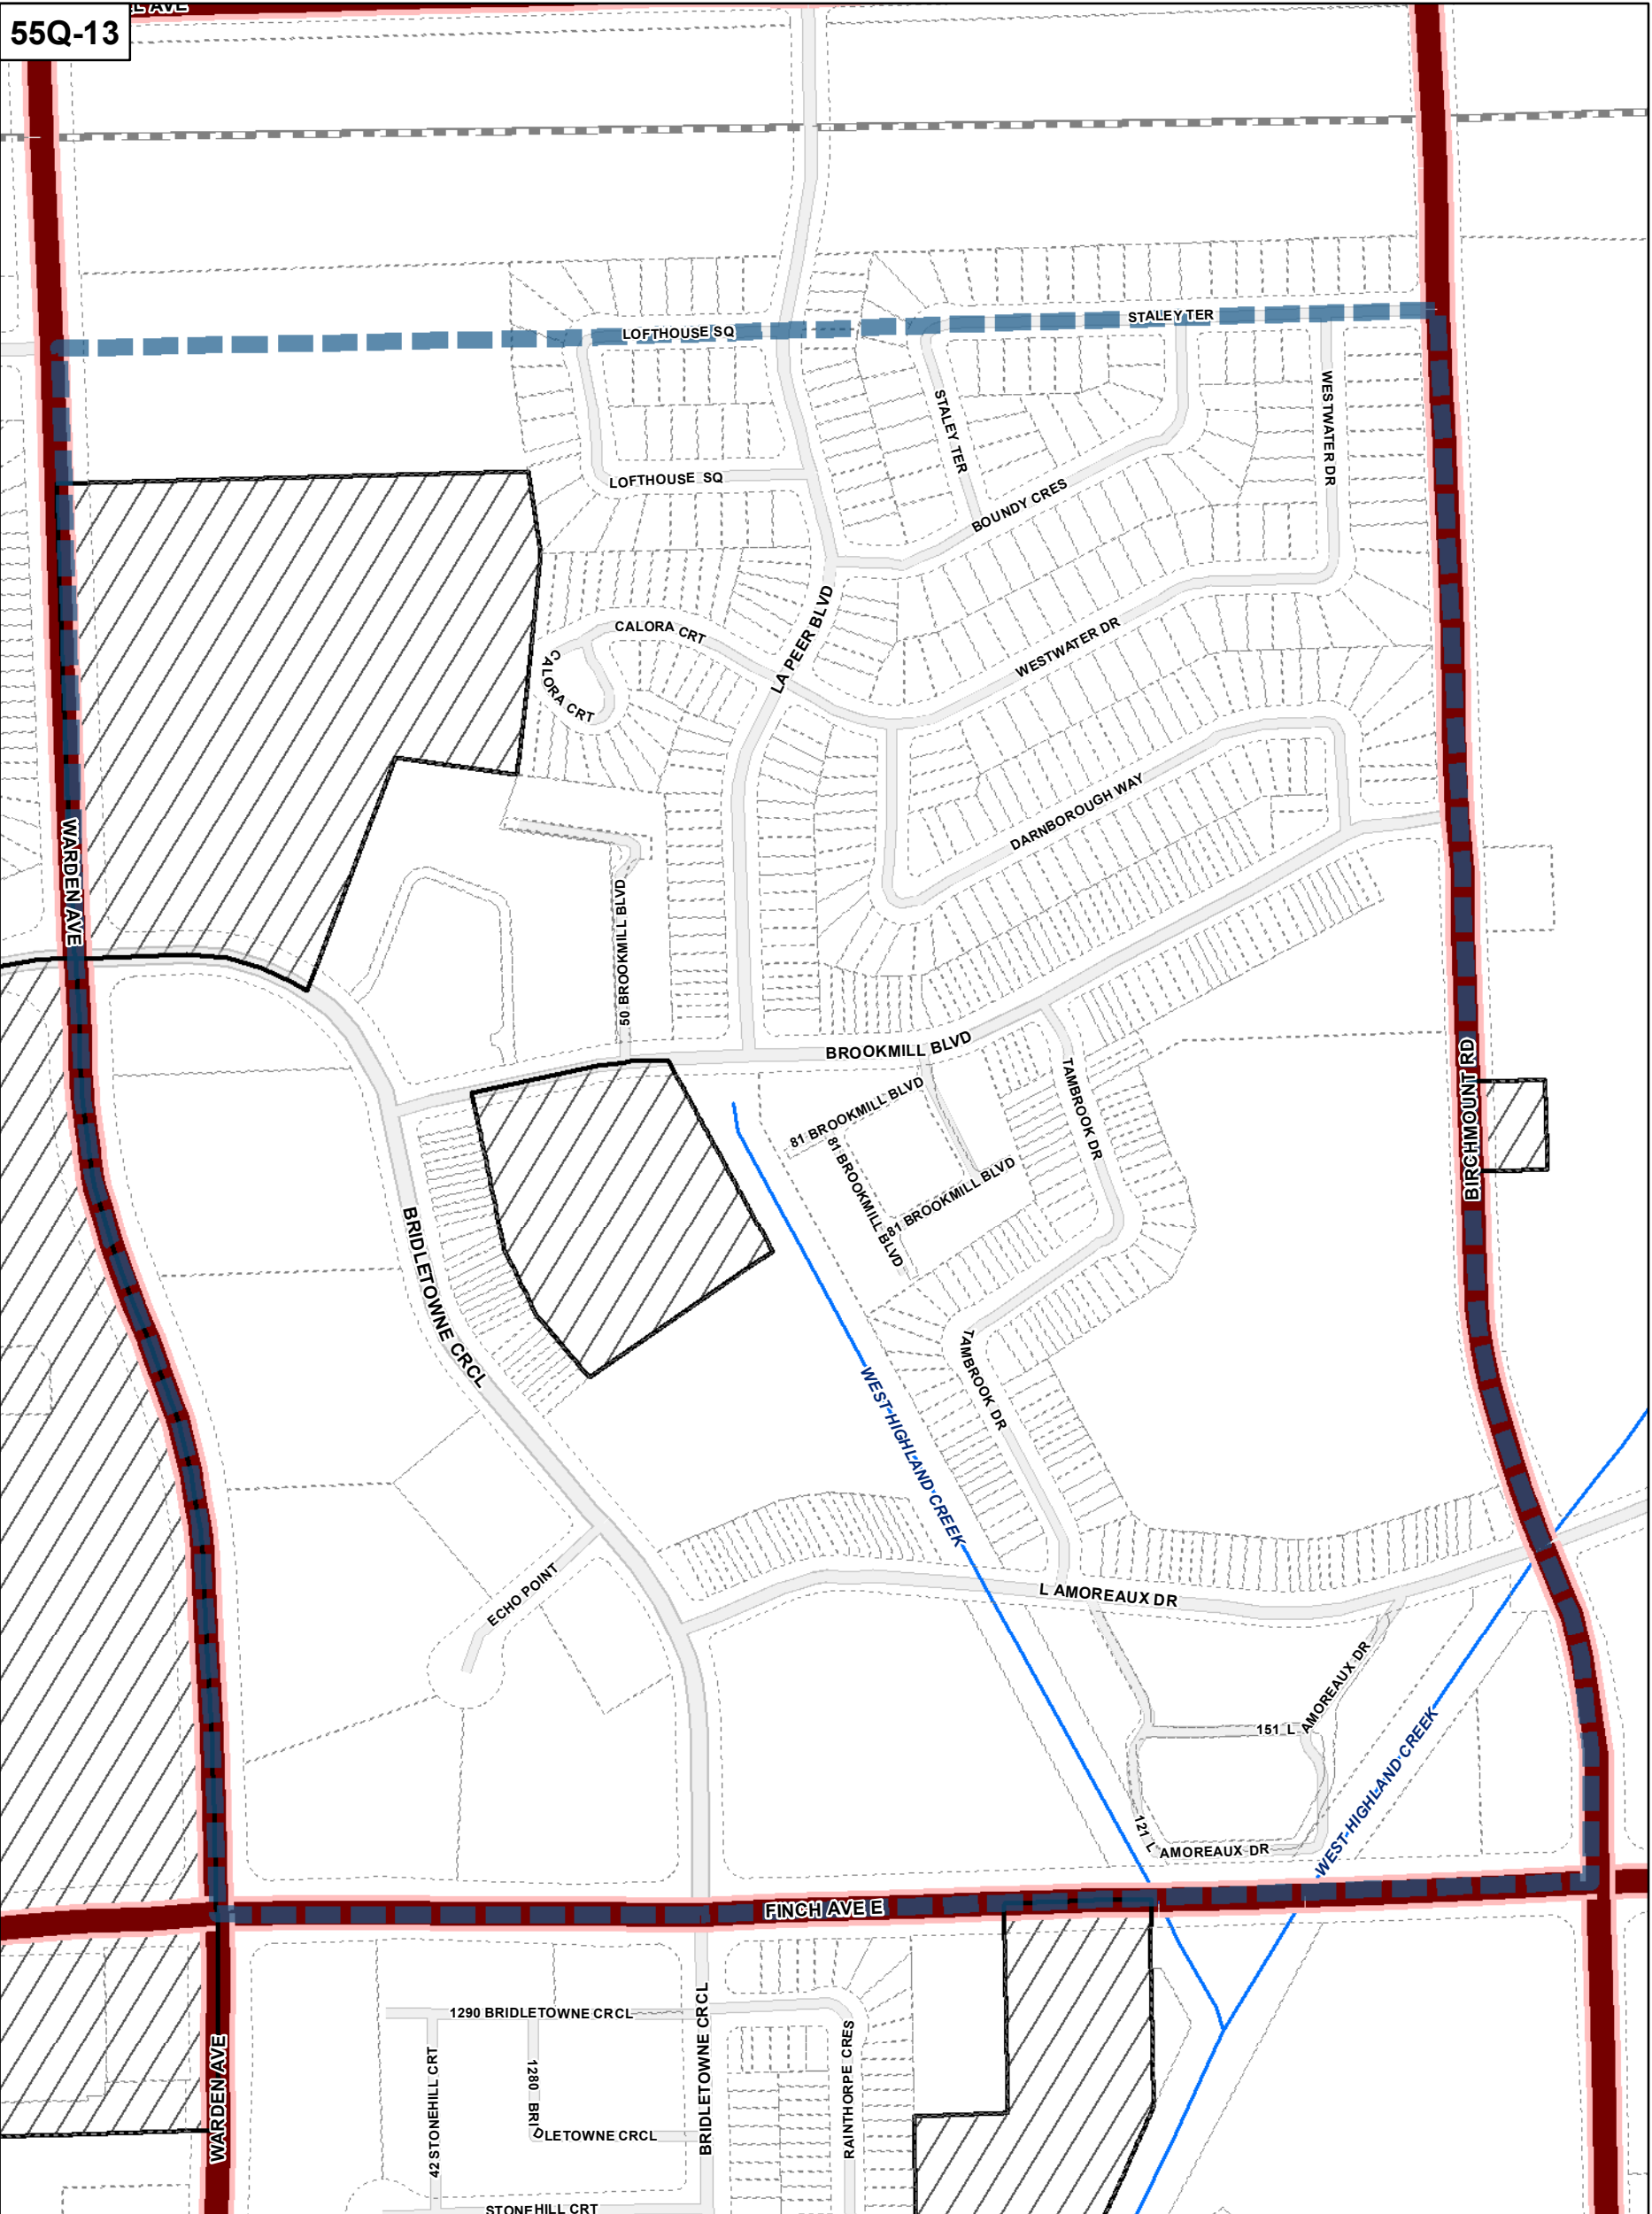 55Q-13
LOFTHOUSE SQ
STALEY TER
STALEY TER
WESTWATER DR
LOFTHOUSE SQ
BOUNDY CRES
LA PEER BLVD
CALORA CRT
CALORA CRT
WESTWATER DR
DARNBOROUGH WAY
WARDEN AVE
50 BROOKMILL BLVD
BROOKMILL BLVD
BIRCHMOUNT RD
TAMBROOK DR
81 BROOKMILL BLVD
81 BROOKMILL BLVD
81 BROOKMILL BLVD
BRIDLETOWNE CRCL
TAMBROOK DR
WEST HIGHLAND CREEK
ECHO POINT
L AMOREAUX DR
151 L AMOREAUX DR
121 L AMOREAUX DR
WEST HIGHLAND CREEK
FINCH AVE E
1290 BRIDLETOWNE CRCL
BRIDLETOWNE CRCL
RAINTHORPE CRES
WARDEN AVE
42 STONEHILL CRT
1280 BRIDLETOWNE CRCL
STONEHILL CRT